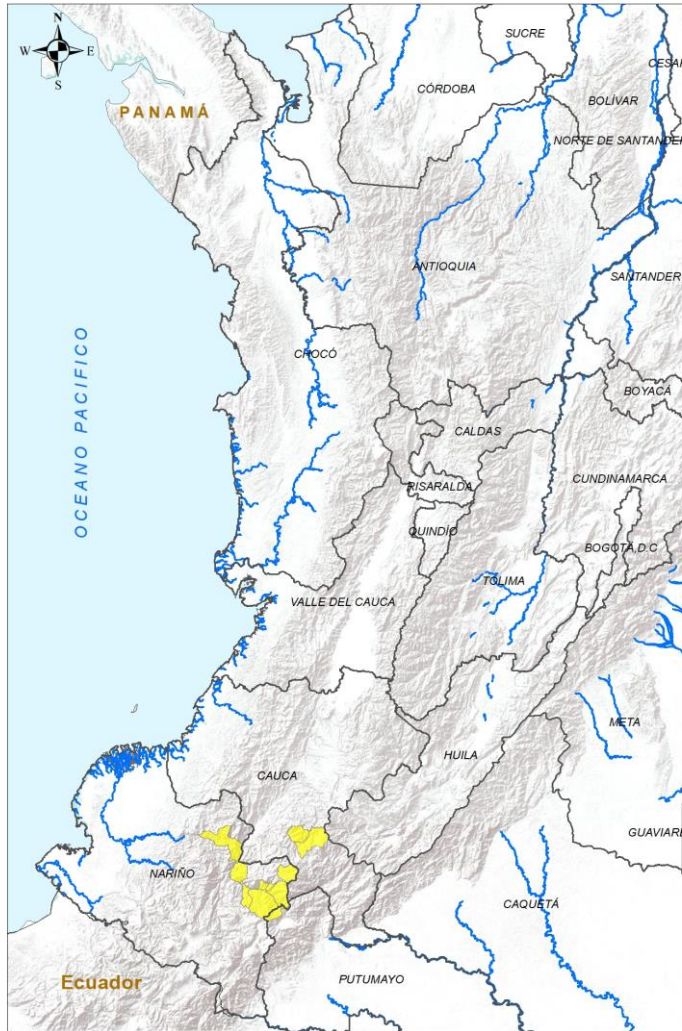 N
W E
S
SUCRE
CESAR
CÓRDOBA
BOLÍVAR
PANAMÁ
NORTE DE SANTANDER
ANTIOQUIA
SANTANDER
CHOCÓ
OCEANO PACIFICO
BOYACÁ
CALDAS
CUNDINAMARCA
RISARALDA
QUINDÍO
BOGOTÁ,D.C
TOLIMA
VALLE DEL CAUCA
META
HUILA
CAUCA
GUAVIARE
NARIÑO
CAQUETÁ
PUTUMAYO
Ecuador